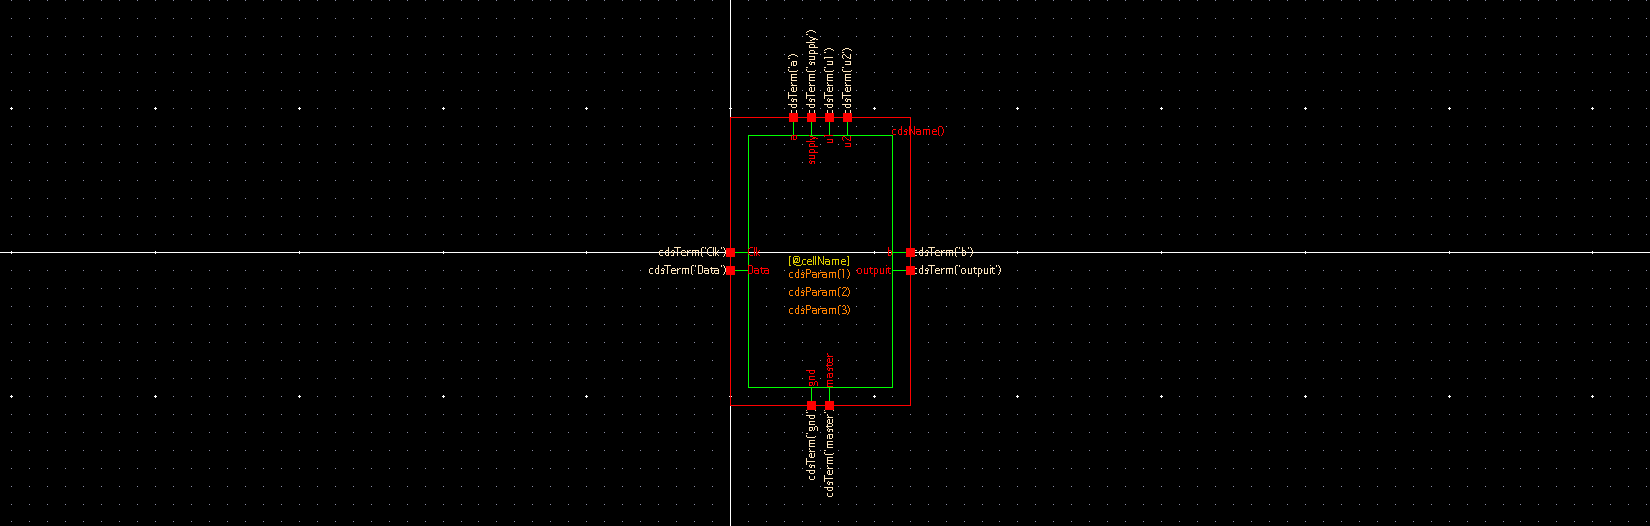 cdsTerm("a")
cdsTerm("supply")
cdsTerm("u1")
cdsTerm("u2")
cdsName()
supply
u2
cdsTerm("Clk")
Clk
b
cdsTerm("b")
[@cellName]
cdsTerm("Data")
Data
cdsParam(1)
output
cdsTerm("output")
cdsParam(2)
cdsParam(3)
gnd
master
cdsTerm("gnd")
cdsTerm("master")